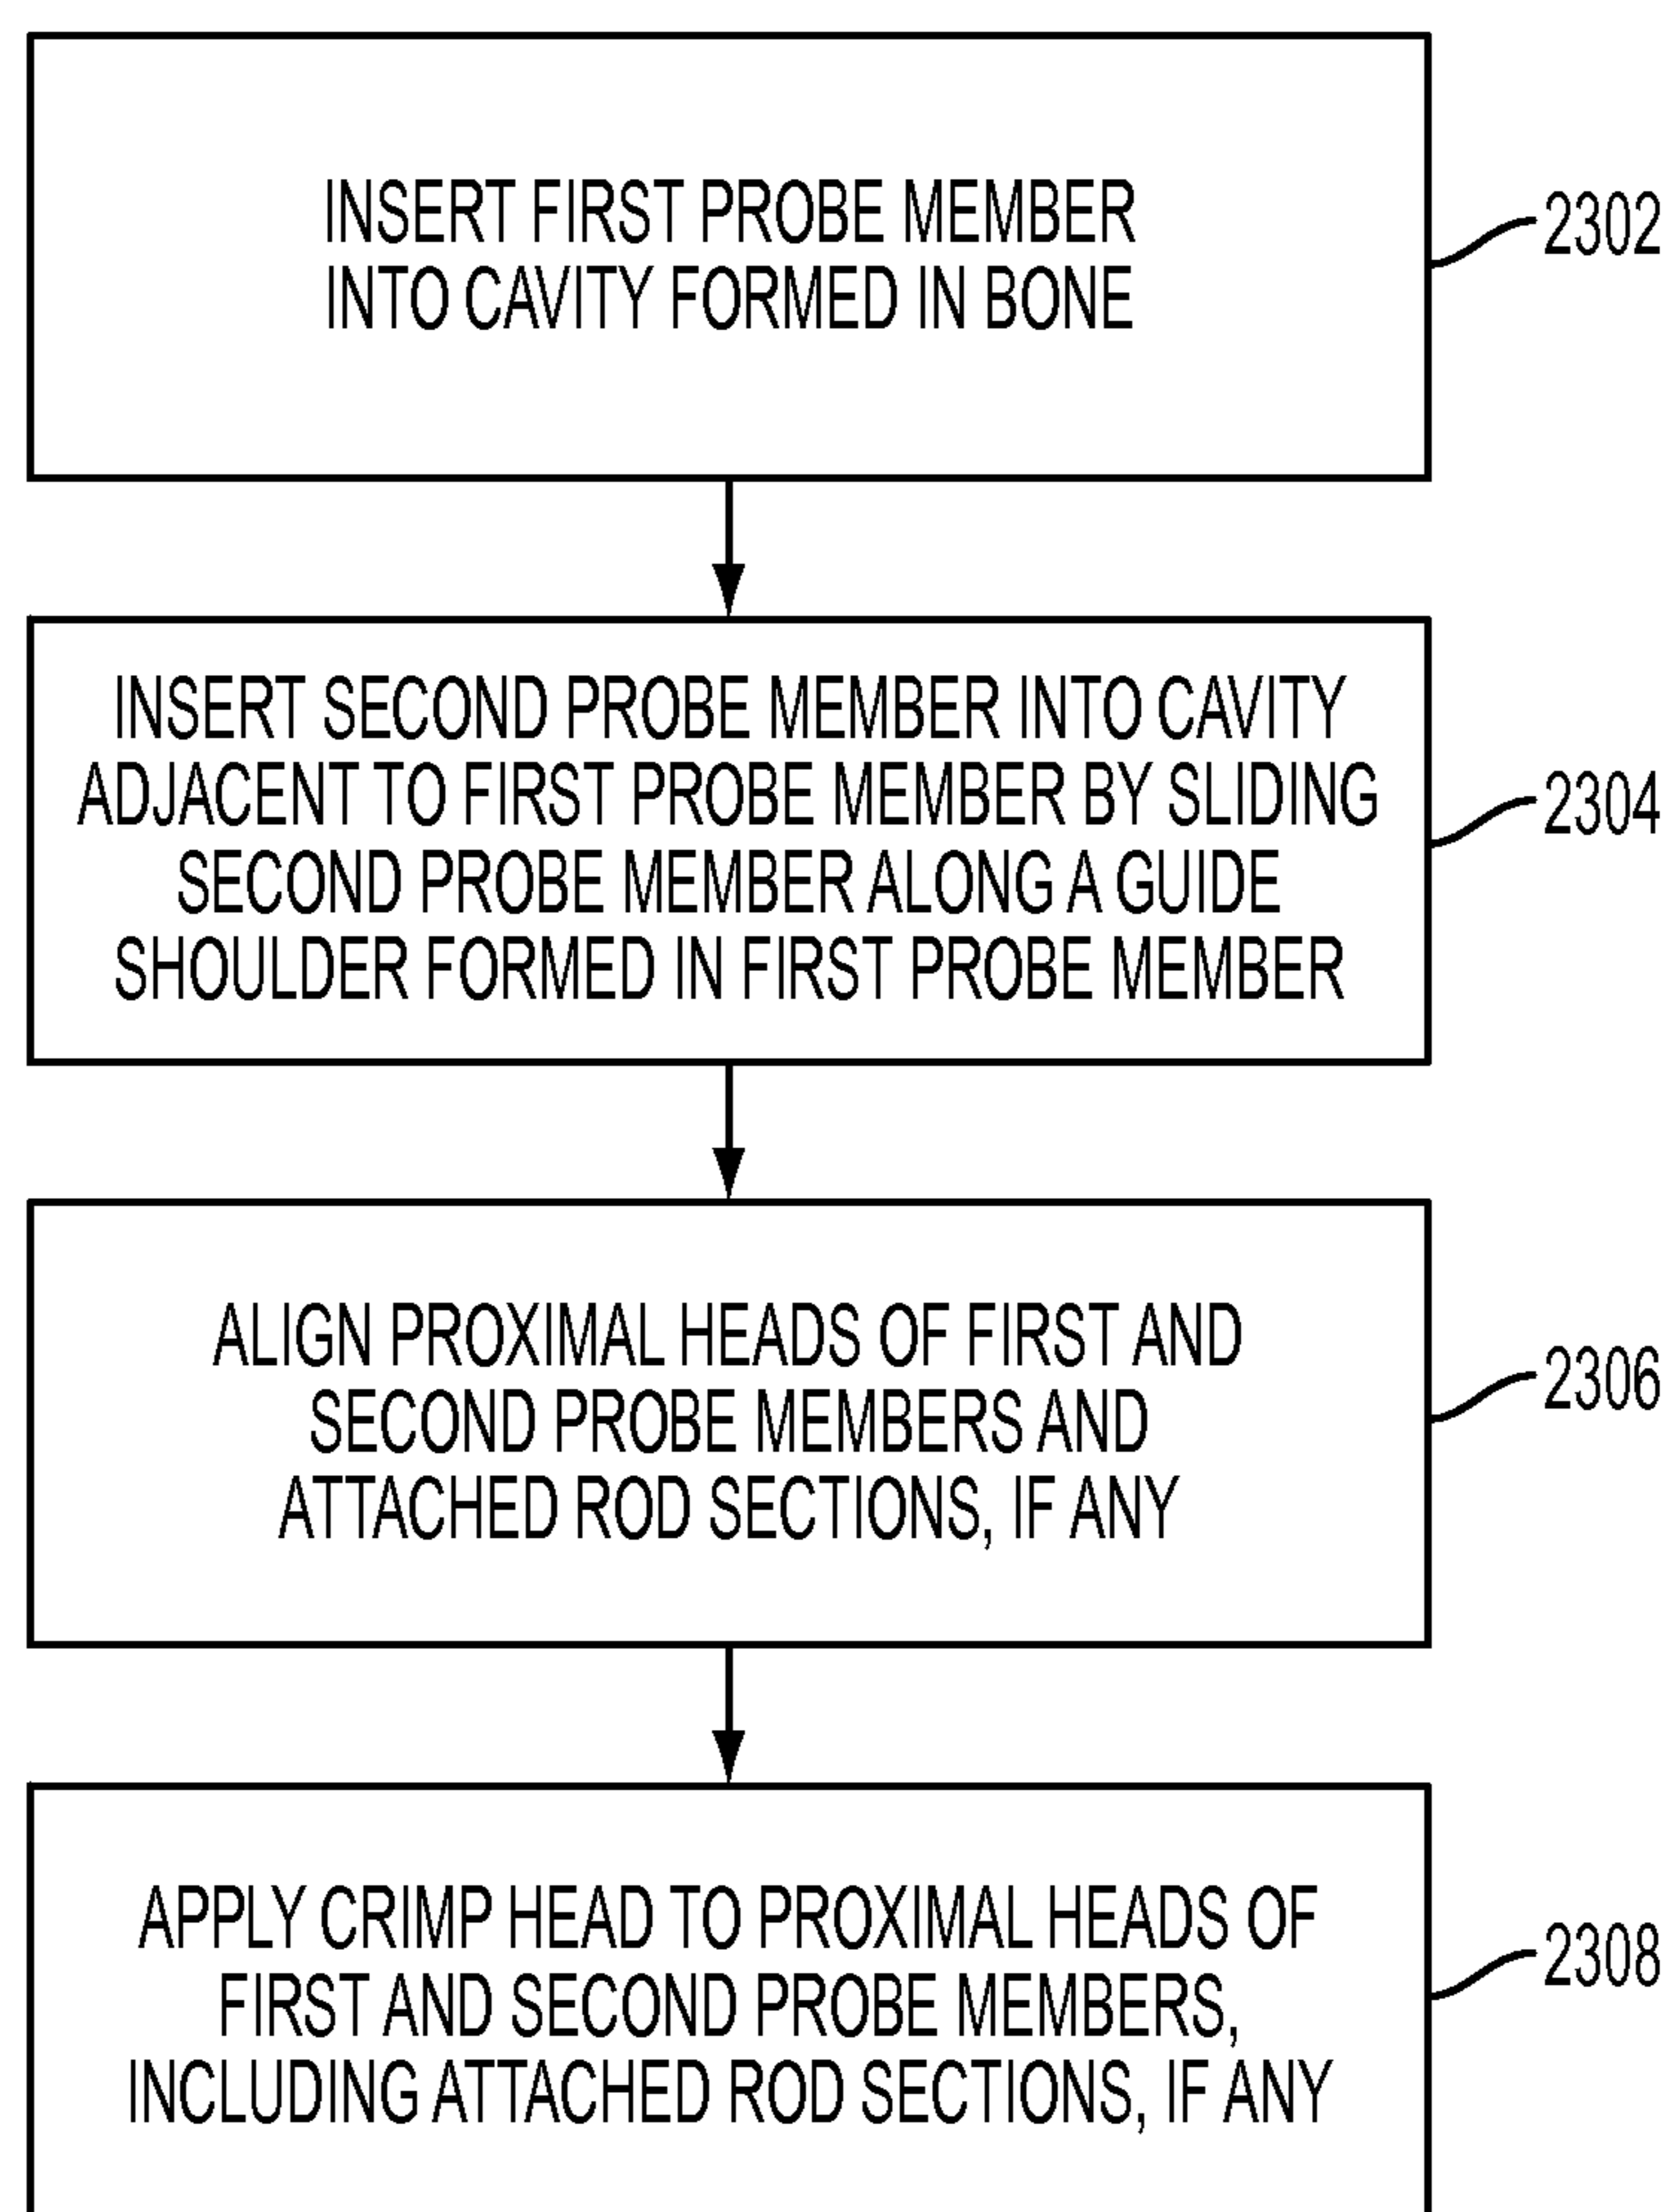 INSERT FIRST PROBE MEMBER
INTO CAVITY FORMED IN BONE
2302
INSERT SECOND PROBE MEMBER INTO CAVITY
ADJACENT TO FIRST PROBE MEMBER BY SLIDING
SECOND PROBE MEMBER ALONG A GUIDE
SHOULDER FORMED IN FIRST PROBE MEMBER
2304
ALIGN PROXIMAL HEADS OF FIRST AND
SECOND PROBE MEMBERS AND
ATTACHED ROD SECTIONS, IF ANY
2306
APPLY CRIMP HEAD TO PROXIMAL HEADS OF
FIRST AND SECOND PROBE MEMBERS,
INCLUDING ATTACHED ROD SECTIONS, IF ANY
2308